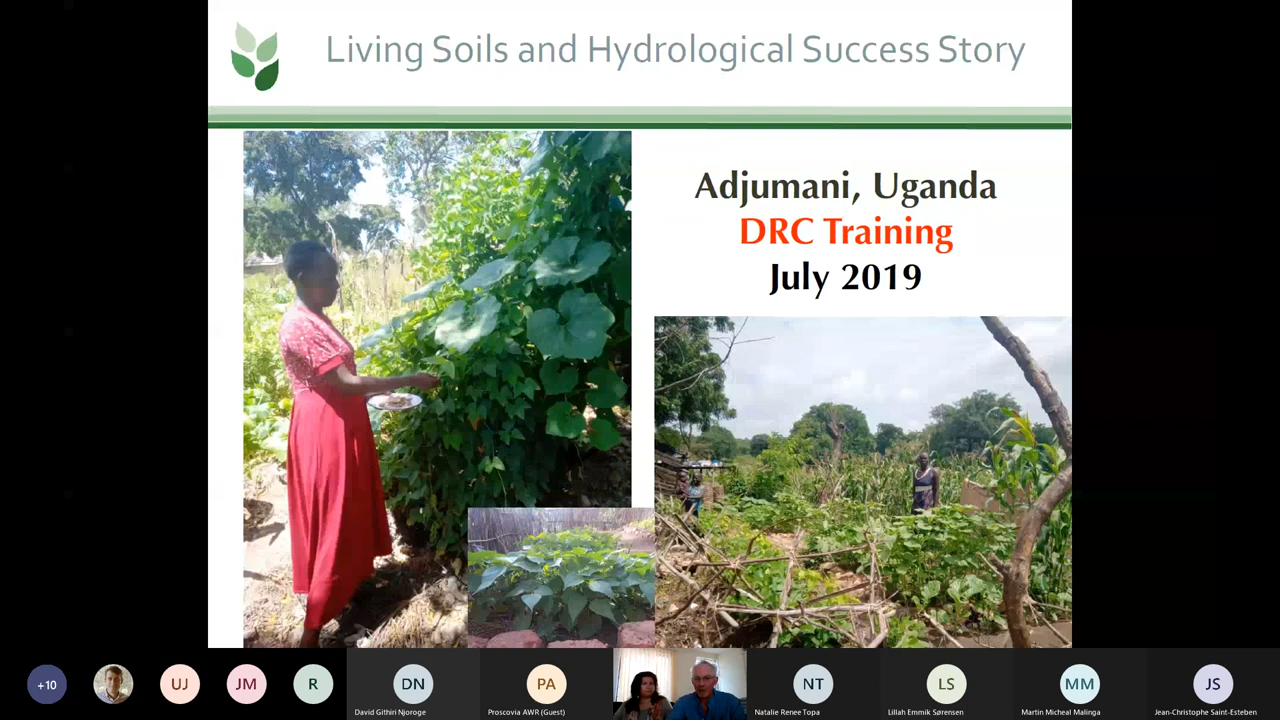 Living Soils and Hydrological Success Story
Adjumani, Uganda
DRC Training
July 2019
+10
UJ
JM
R
DN
David Githiri Njoroge
PA
Proscovia AWR (Guest)
NT
Natalie Renee Topa
LS
Lillah Emmik Sørensen
MM
Martin Micheal Malinga
JS
Jean-Christophe Saint-Esteben